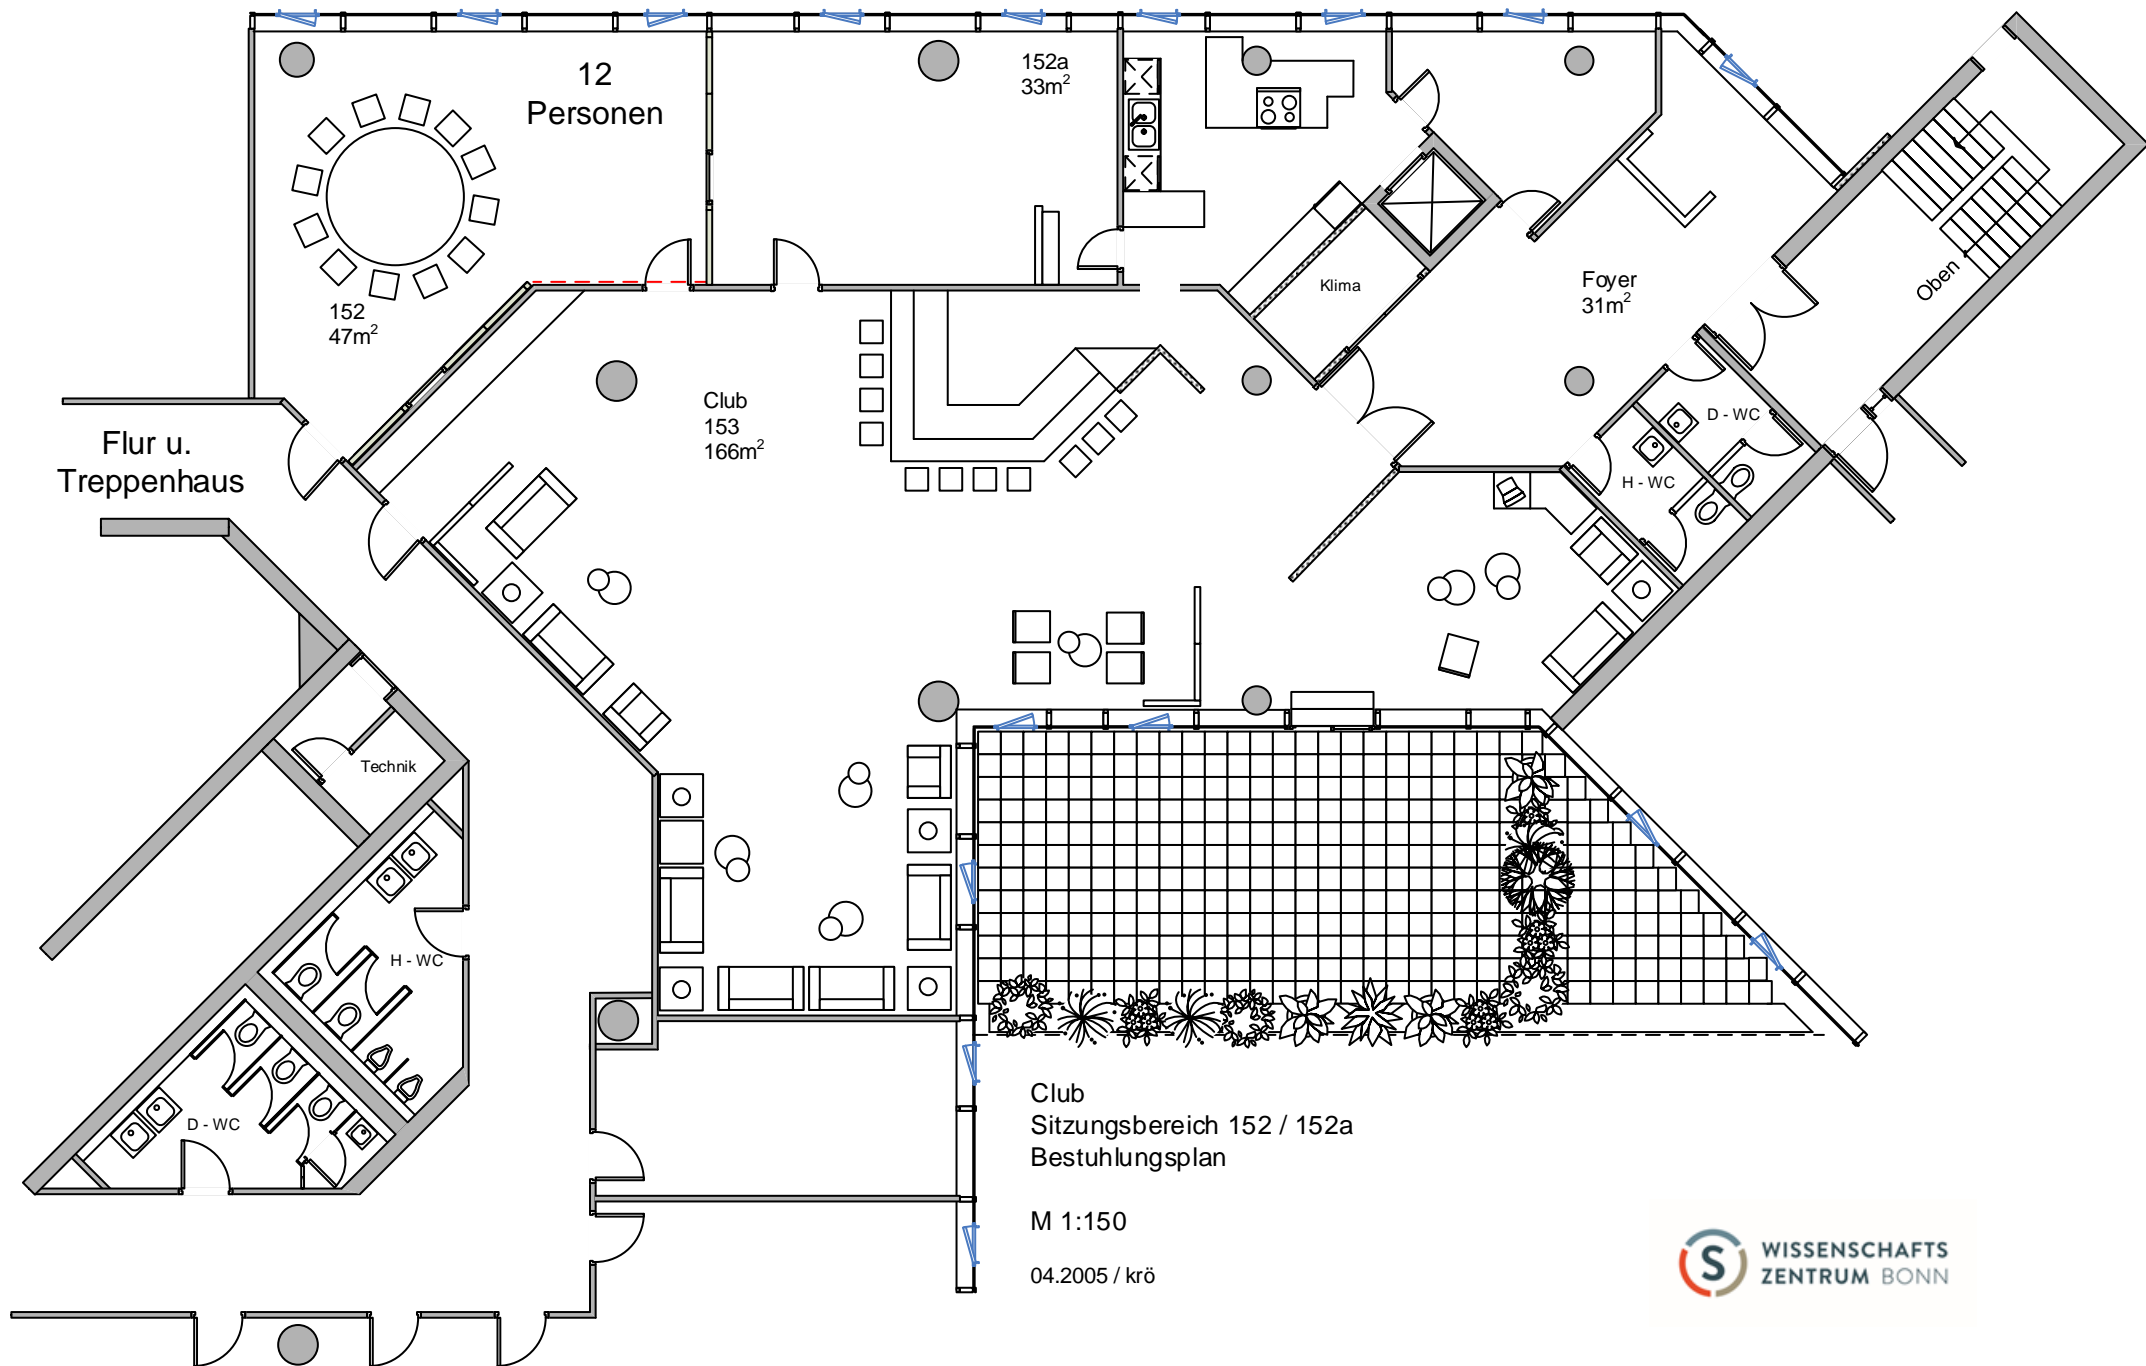 12
Personen
152a
33m²
152
47m²
Flur u.
Treppenhaus
Club
153
166m²
Klima
Foyer
31m²
Oben
D - WC
H - WC
Technik
H - WC
D - WC
Club
Sitzungsbereich 152 / 152a
Bestuhlungsplan
M 1:150
04.2005 / krö
S
WISSENSCHAFTS
ZENTRUM BONN